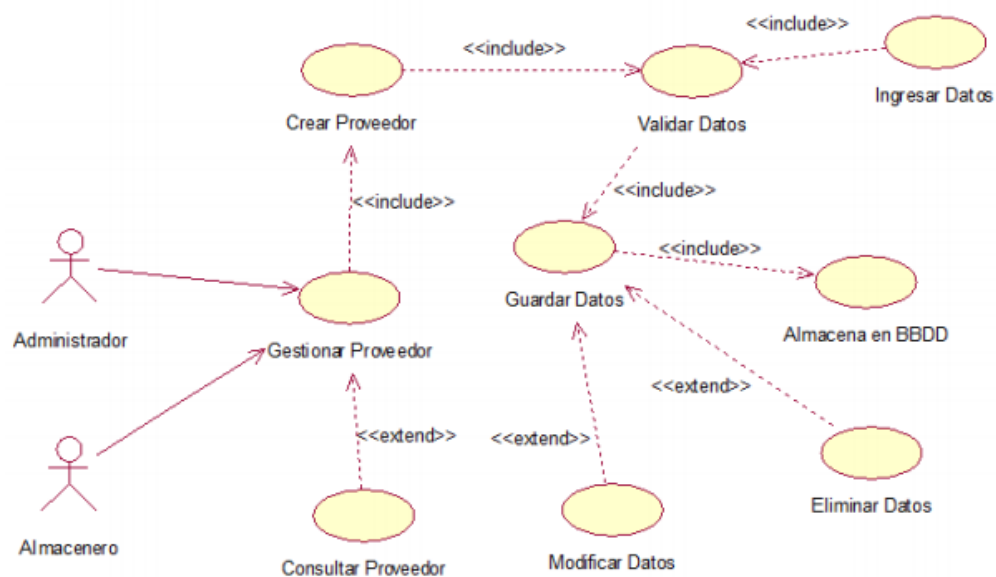 <<include>>
<<include>>
Ingresar Datos
Crear Proveedor
Validar Datos
<<include>>
<<include>>
<<include>>
Guardar Datos
Administrador
Gestionar Proveedor
Almacena en BBDD
<<extend>>
<<extend>>
<<extend>>
Eliminar Datos
Almacenero
Consultar Proveedor
Modificar Datos